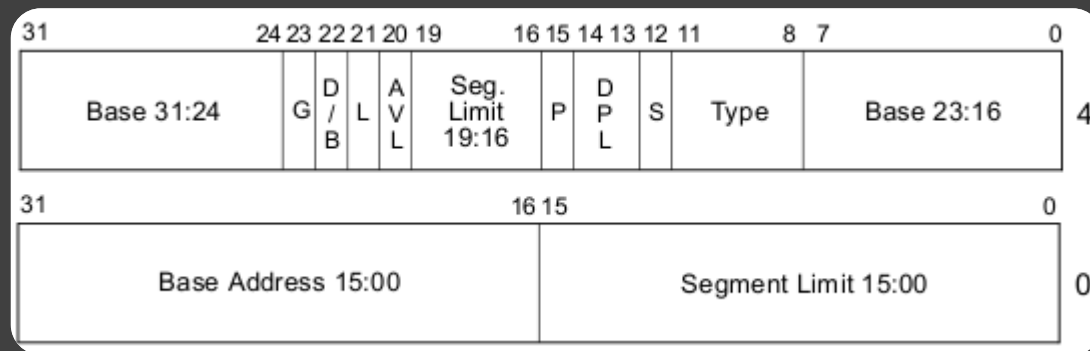 31 24 23 22 21 20 19 16 15 14 13 12 11 8 7 0
Base 31:24 G D/B L AVL Seg. Limit 19:16 P DPL S Type Base 23:16 4
31 16 15 0
Base Address 15:00 Segment Limit 15:00 0